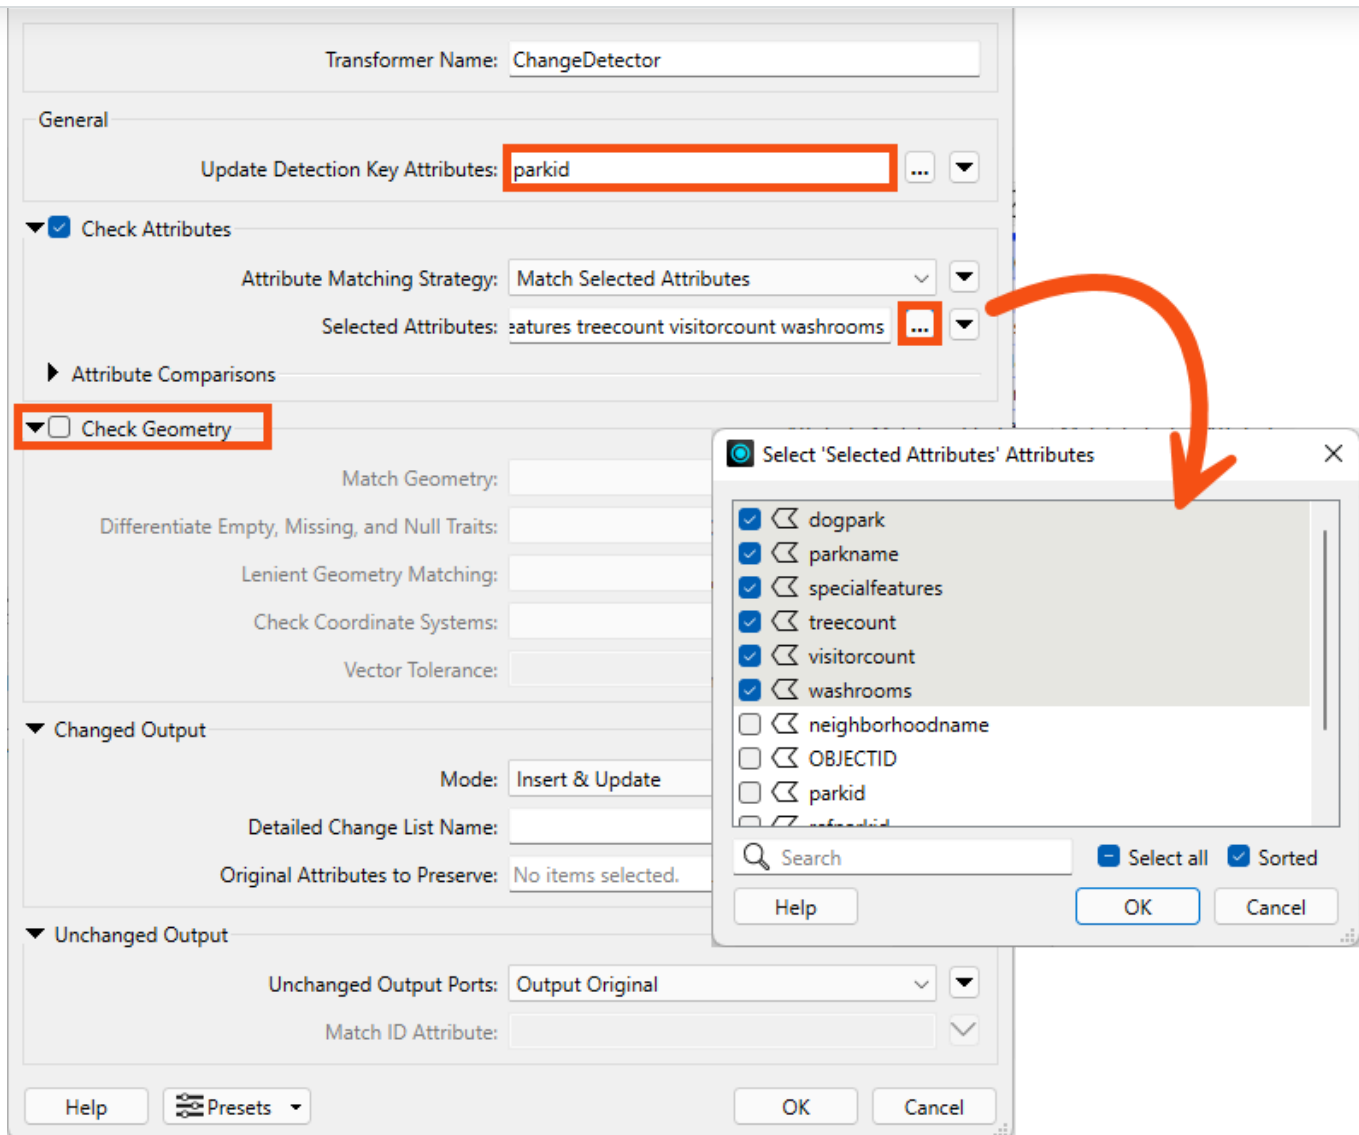 Transformer Name: ChangeDetector
General
Update Detection Key Attributes: parkid ...
Check Attributes
Attribute Matching Strategy: Match Selected Attributes
Selected Attributes: eatures treecount visitorcount washrooms ...
Attribute Comparisons
Check Geometry
Match Geometry:
Differentiate Empty, Missing, and Null Traits:
Lenient Geometry Matching:
Check Coordinate Systems:
Vector Tolerance:
Changed Output
Mode: Insert & Update
Detailed Change List Name:
Original Attributes to Preserve: No items selected.
Unchanged Output
Unchanged Output Ports: Output Original
Match ID Attribute:
Help Presets OK Cancel
Select 'Selected Attributes' Attributes
dogpark
parkname
specialfeatures
treecount
visitorcount
washrooms
neighborhoodname
OBJECTID
parkid
Search Select all Sorted
Help OK Cancel